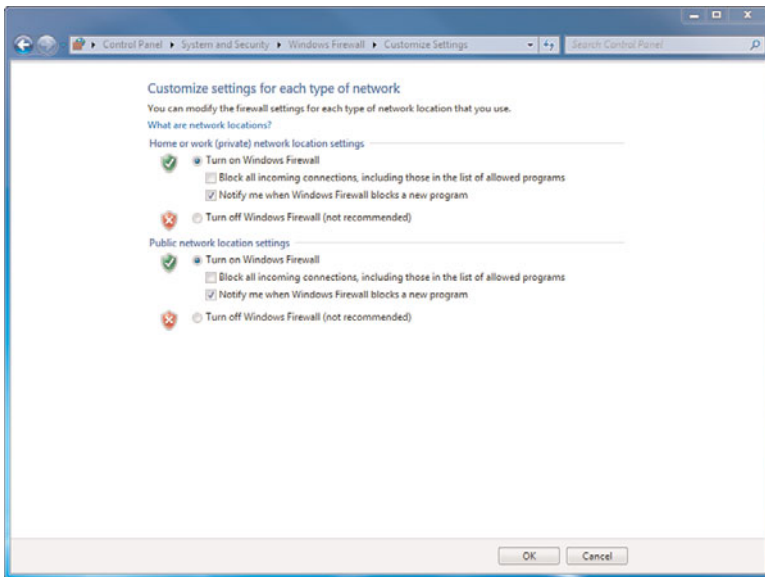 Control Panel System and Security Windows Firewall Customize Settings Search Control Panel
Customize settings for each type of network
You can modify the firewall settings for each type of network location that you use.
What are network locations?
Home or work (private) network location settings
Turn on Windows Firewall
Block all incoming connections, including those in the list of allowed programs
Notify me when Windows Firewall blocks a new program
Turn off Windows Firewall (not recommended)
Public network location settings
Turn on Windows Firewall
Block all incoming connections, including those in the list of allowed programs
Notify me when Windows Firewall blocks a new program
Turn off Windows Firewall (not recommended)
OK Cancel